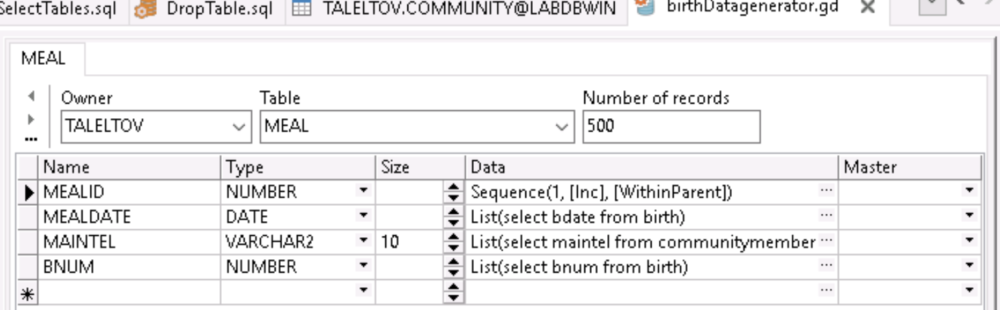 SelectTables.sql DropTable.sql TALELTOV.COMMUNITY@LABDBWIN birthDatagenerator.gd
MEAL
Owner Table Number of records
TALELTOV MEAL 500
Name Type Size Data Master
MEALID NUMBER Sequence(1, [Inc], [WithinParent]) ...
MEALDATE DATE List(select bdate from birth) ...
MAINTEL VARCHAR2 10 List(select maintel from communitymember ...
BNUM NUMBER List(select bnum from birth) ...